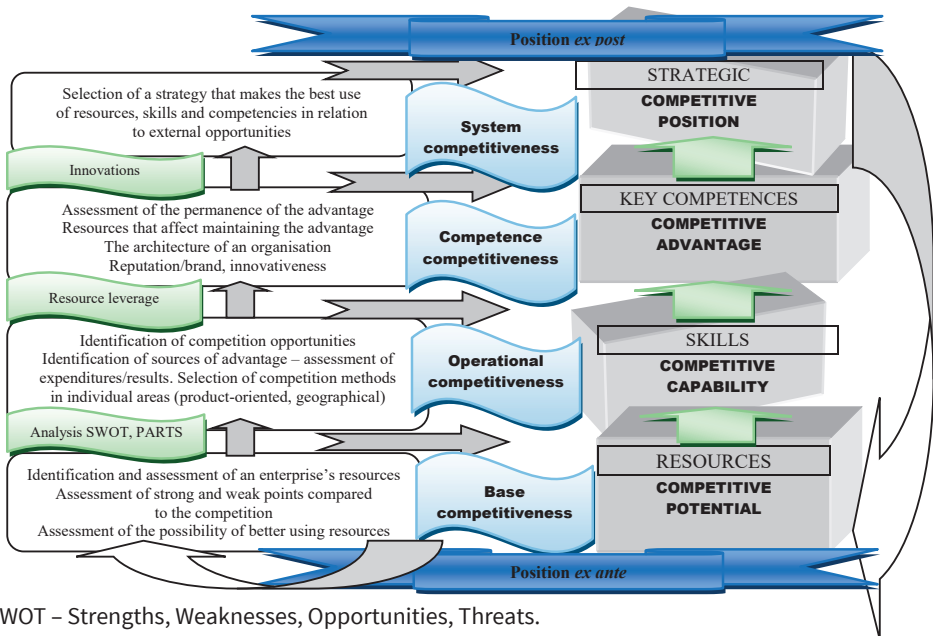 Position ex post
Selection of a strategy that makes the best use
of resources, skills and competencies in relation
to external opportunities
System
competitiveness
STRATEGIC
COMPETITIVE
POSITION
Innovations
Assessment of the permanence of the advantage
Resources that affect maintaining the advantage
The architecture of an organisation
Reputation/brand, innovativeness
Competence
competitiveness
KEY COMPETENCES
COMPETITIVE
ADVANTAGE
Resource leverage
Identification of competition opportunities
Identification of sources of advantage – assessment of
expenditures/results. Selection of competition methods
in individual areas (product-oriented, geographical)
Operational
competitiveness
SKILLS
COMPETITIVE
CAPABILITY
Analysis SWOT, PARTS
Identification and assessment of an enterprise's resources
Assessment of strong and weak points compared
to the competition
Assessment of the possibility of better using resources
Base
competitiveness
RESOURCES
COMPETITIVE
POTENTIAL
Position ex ante
WOT – Strengths, Weaknesses, Opportunities, Threats.